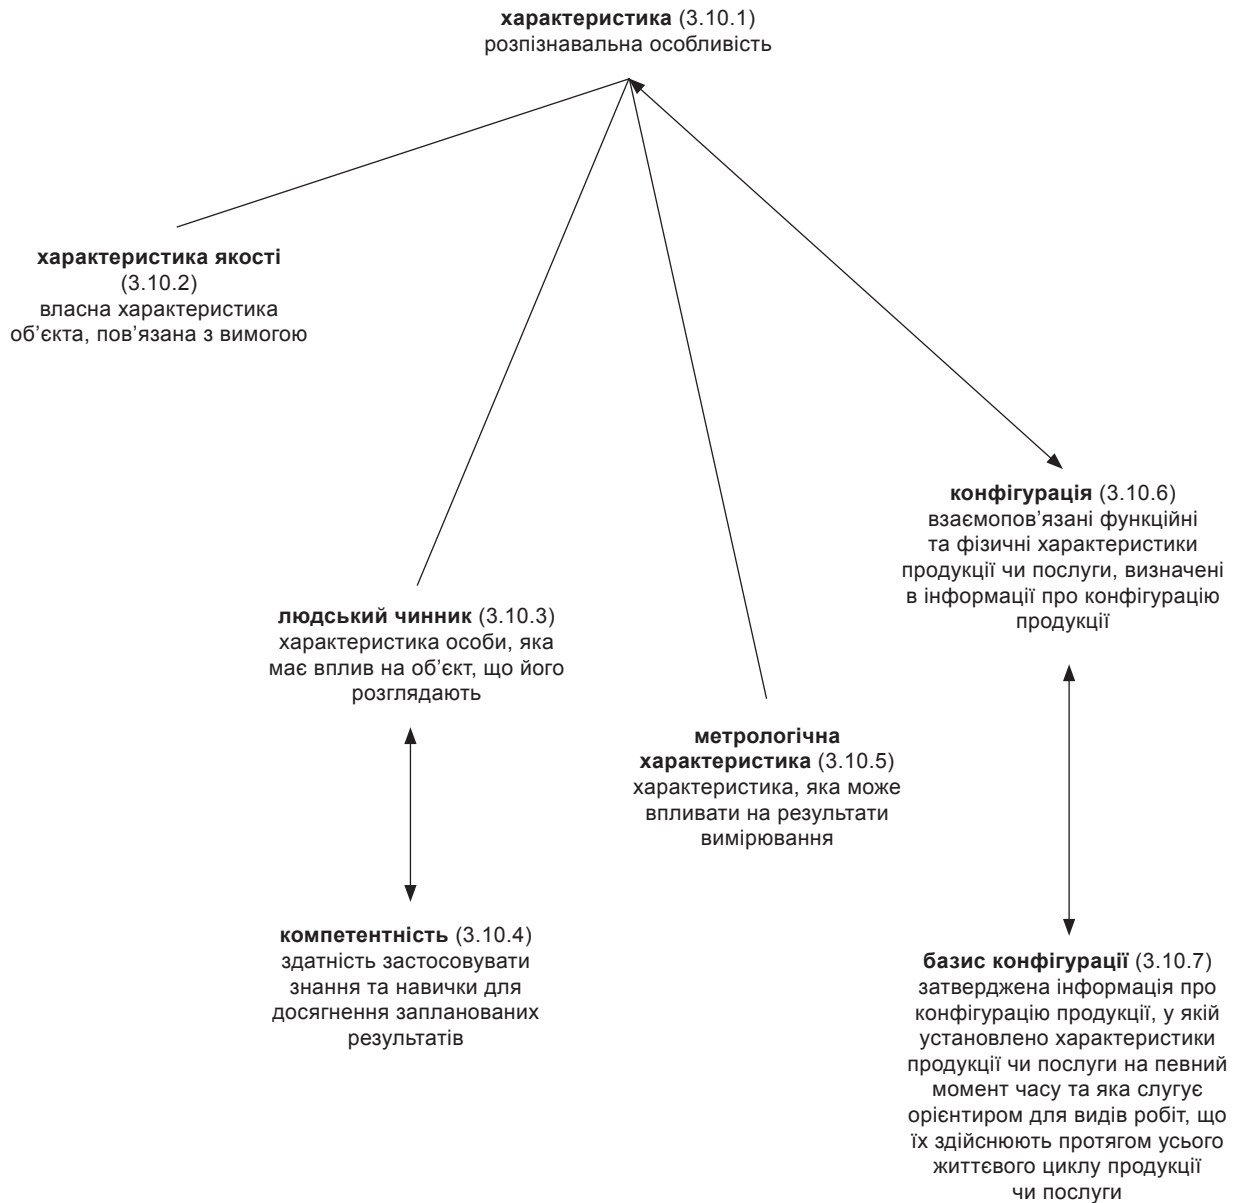 характеристика (3.10.1)
розпізнавальна особливість
характеристика якості
(3.10.2)
власна характеристика
об’єкта, пов’язана з вимогою
конфігурація (3.10.6)
взаємопов’язані функційні
та фізичні характеристики
продукції чи послуги, визначені
в інформації про конфігурацію
продукції
людський чинник (3.10.3)
характеристика особи, яка
має вплив на об’єкт, що його
розглядають
метрологічна
характеристика (3.10.5)
характеристика, яка може
впливати на результати
вимірювання
компетентність (3.10.4)
здатність застосовувати
знання та навички для
досягнення запланованих
результатів
базис конфігурації (3.10.7)
затверджена інформація про
конфігурацію продукції, у якій
установлено характеристики
продукції чи послуги на певний
момент часу та яка слугує
орієнтиром для видів робіт, що
їх здійснюють протягом усього
життєвого циклу продукції
чи послуги